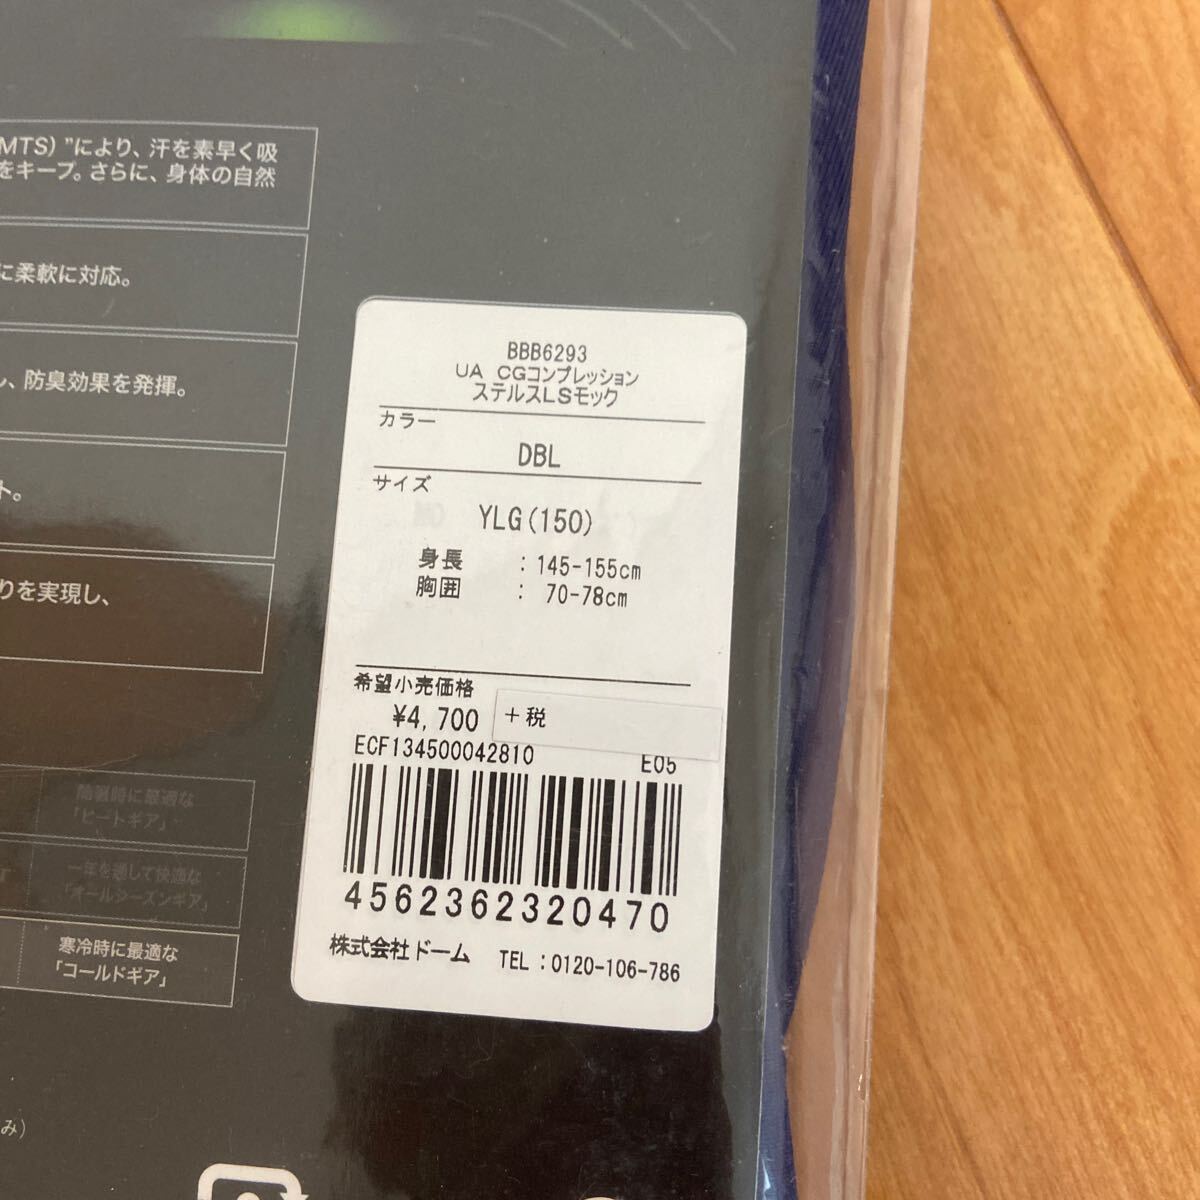 MTS）”により、汗を素早く吸
をキープ。さらに、身体の自然
に柔軟に対応。
、防臭効果を発揮。
ト。
りを実現し、
BBB6293
UA CGコンプレッション
ステルスLSモック
カラー
DBL
サイズ
YLG(150)
身長 : 145-155cm
胸囲 : 70-78cm
希望小売価格
¥4,700 +税
ECF134500042810 E05
4562362320470
株式会社ドーム TEL:0120-106-786
に最適な
「ヒートギア」
一年を通して快適な
「オールシーズンギア」
寒冷時に最適な
「コールドギア」
み）